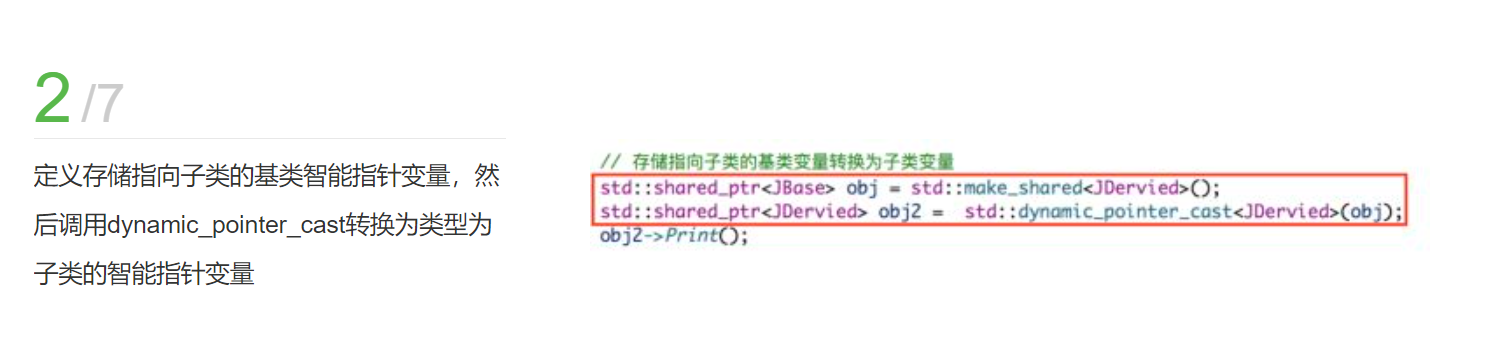 2 /7
定义存储指向子类的基类智能指针变量，然
后调用dynamic_pointer_cast转换为类型为
子类的智能指针变量
// 存储指向子类的基类变量转换为子类变量
std::shared_ptr<JBase> obj = std::make_shared<JDervied>();
std::shared_ptr<JDervied> obj2 =  std::dynamic_pointer_cast<JDervied>(obj);
obj2->Print();